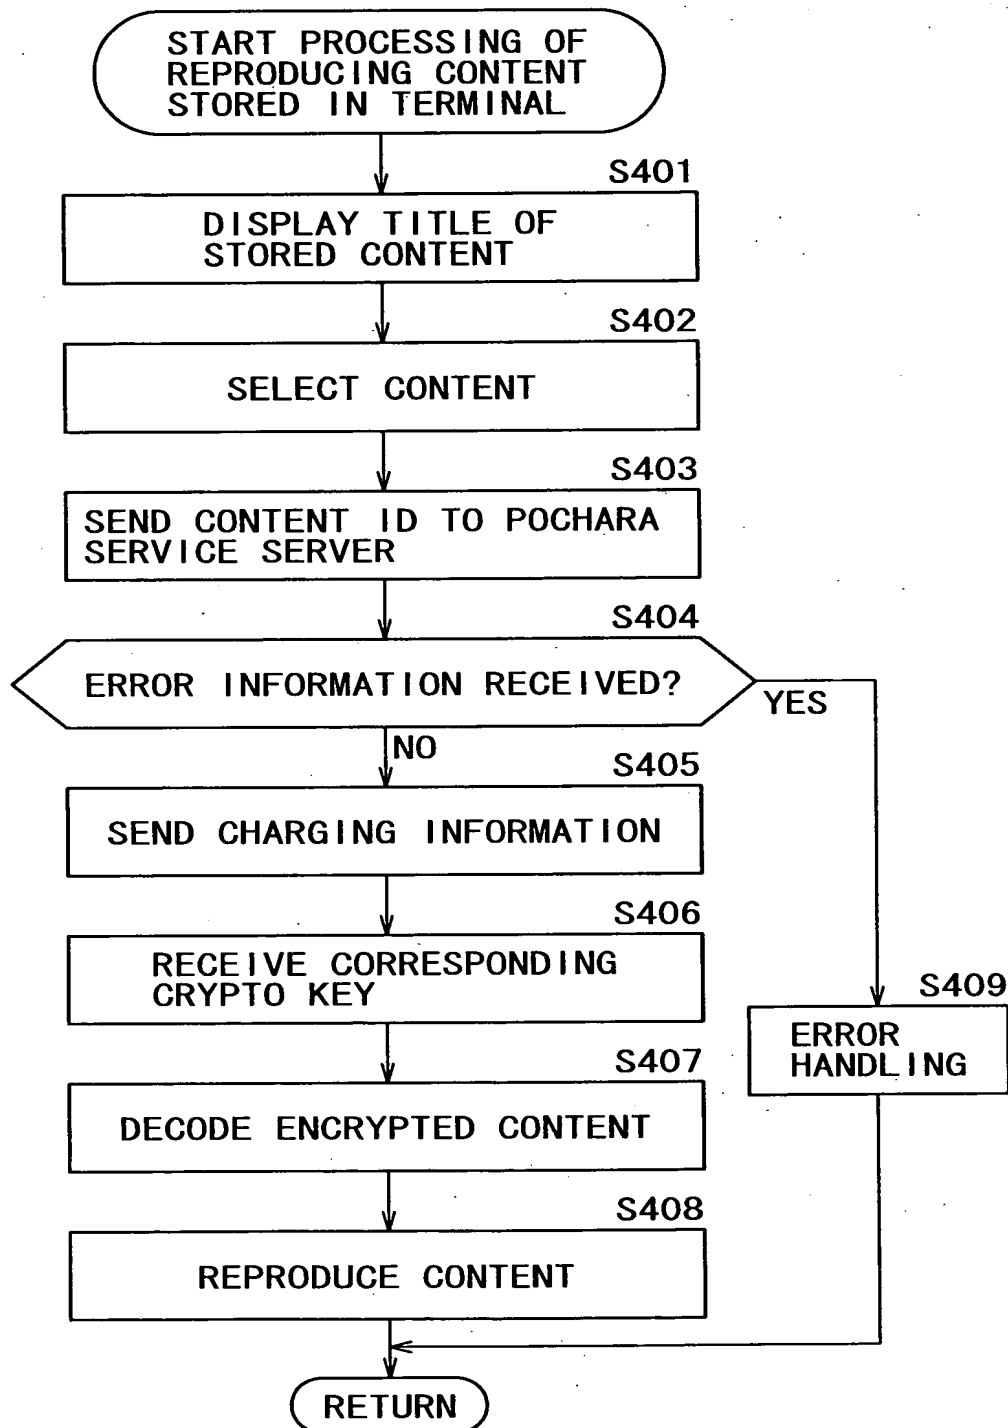 START PROCESSING OF
REPRODUCING CONTENT
STORED IN TERMINAL
S401
DISPLAY TITLE OF
STORED CONTENT
S402
SELECT CONTENT
S403
SEND CONTENT ID TO POCHARA
SERVICE SERVER
S404
ERROR INFORMATION RECEIVED?
YES
NO
S405
SEND CHARGING INFORMATION
S406
RECEIVE CORRESPONDING
CRYPTO KEY
S409
ERROR
HANDLING
S407
DECODE ENCRYPTED CONTENT
S408
REPRODUCE CONTENT
RETURN